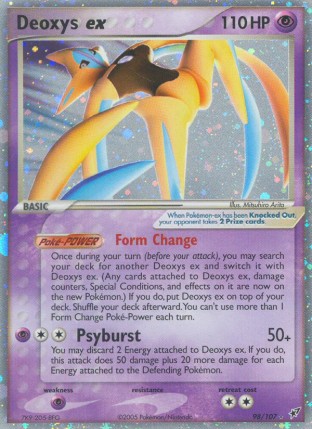 Deoxys ex
110 HP
Illus. Mitsuhiro Arita
BASIC
When Pokémon-ex has been Knocked Out,
your opponent takes 2 Prize cards.
Poké-POWER Form Change
Once during your turn (before your attack), you may search
your deck for another Deoxys ex and switch it with
Deoxys ex. (Any cards attached to Deoxys ex, damage
counters, Special Conditions, and effects on it are now on
the new Pokémon.) If you do, put Deoxys ex on top of your
deck. Shuffle your deck afterward. You can't use more than 1
Form Change Poké-Power each turn.
Psyburst 50+
You may discard 2 Energy attached to Deoxys ex. If you do,
this attack does 50 damage plus 20 more damage for each
Energy attached to the Defending Pokémon.
weakness resistance retreat cost
©2005 Pokémon/Nintendo
98/107